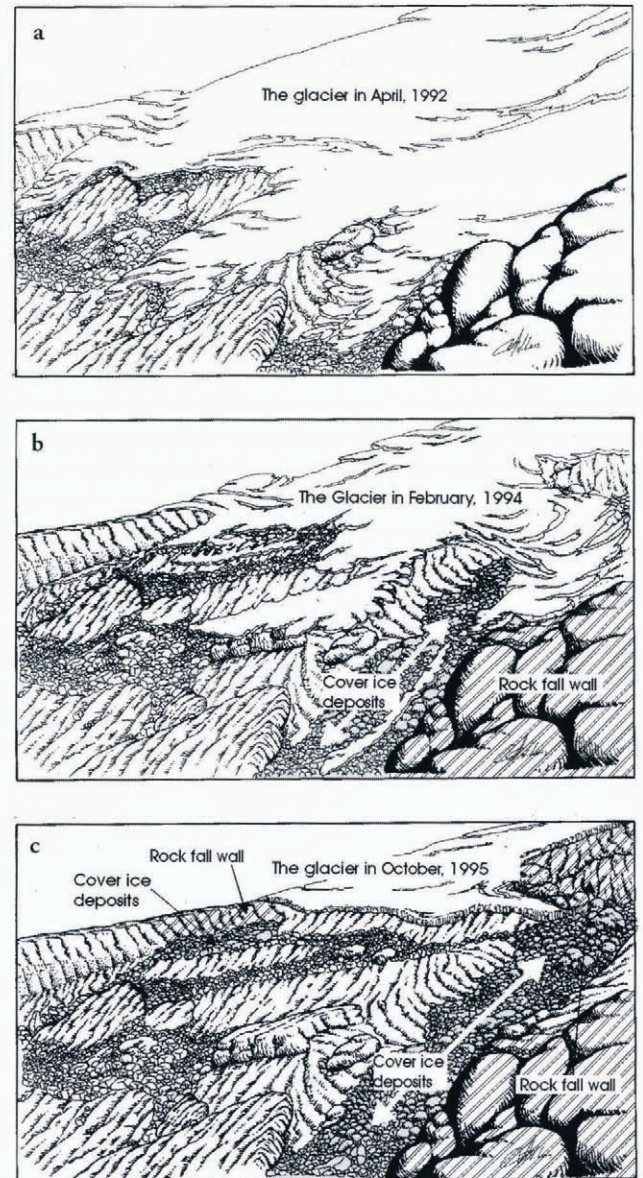 a
The glacier in April, 1992
b
The Glacier in February, 1994
Cover ice
deposits
Rock fall wall
c
Rock fall wall
The glacier in October, 1995
Cover ice
deposits
Cover ice
deposits
Rock fall wall